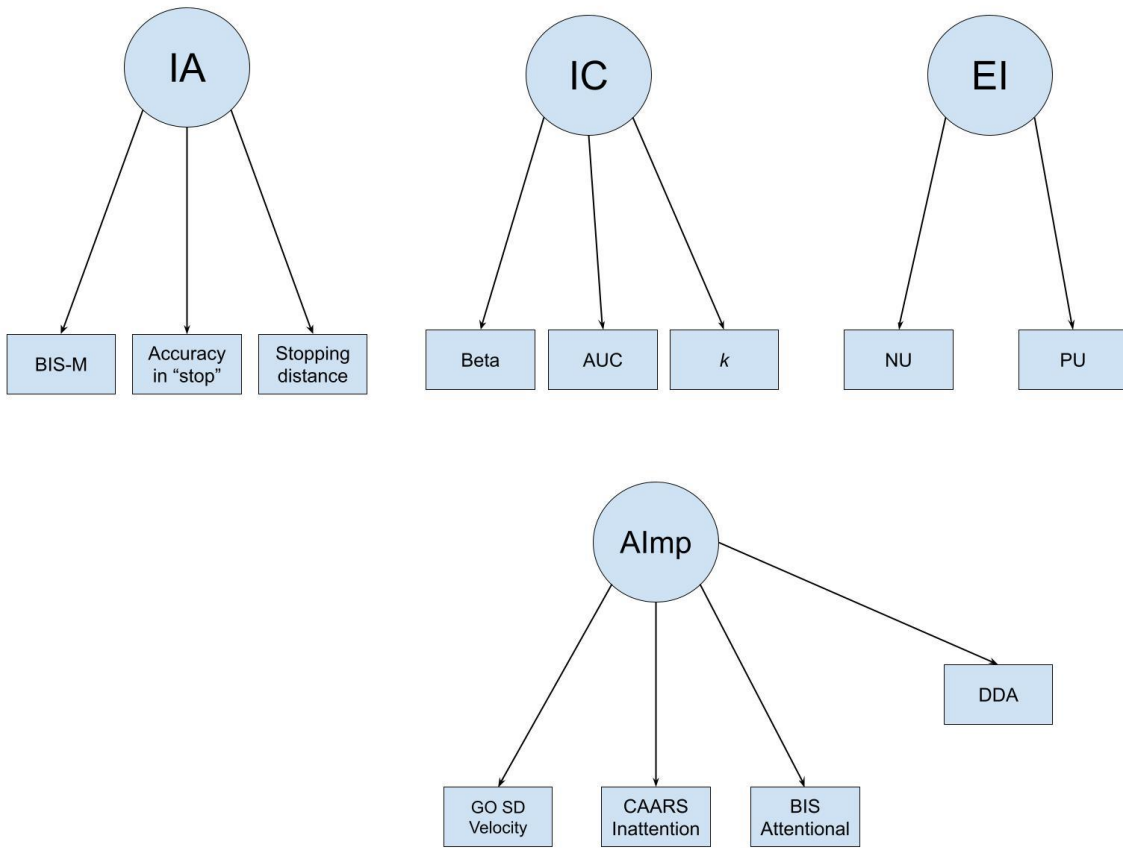 IA
IC
EI
BIS-M
Accuracy
in “stop”
Stopping
distance
Beta
AUC
k
NU
PU
AImp
DDA
GO SD
Velocity
CAARS
Inattention
BIS
Attentional